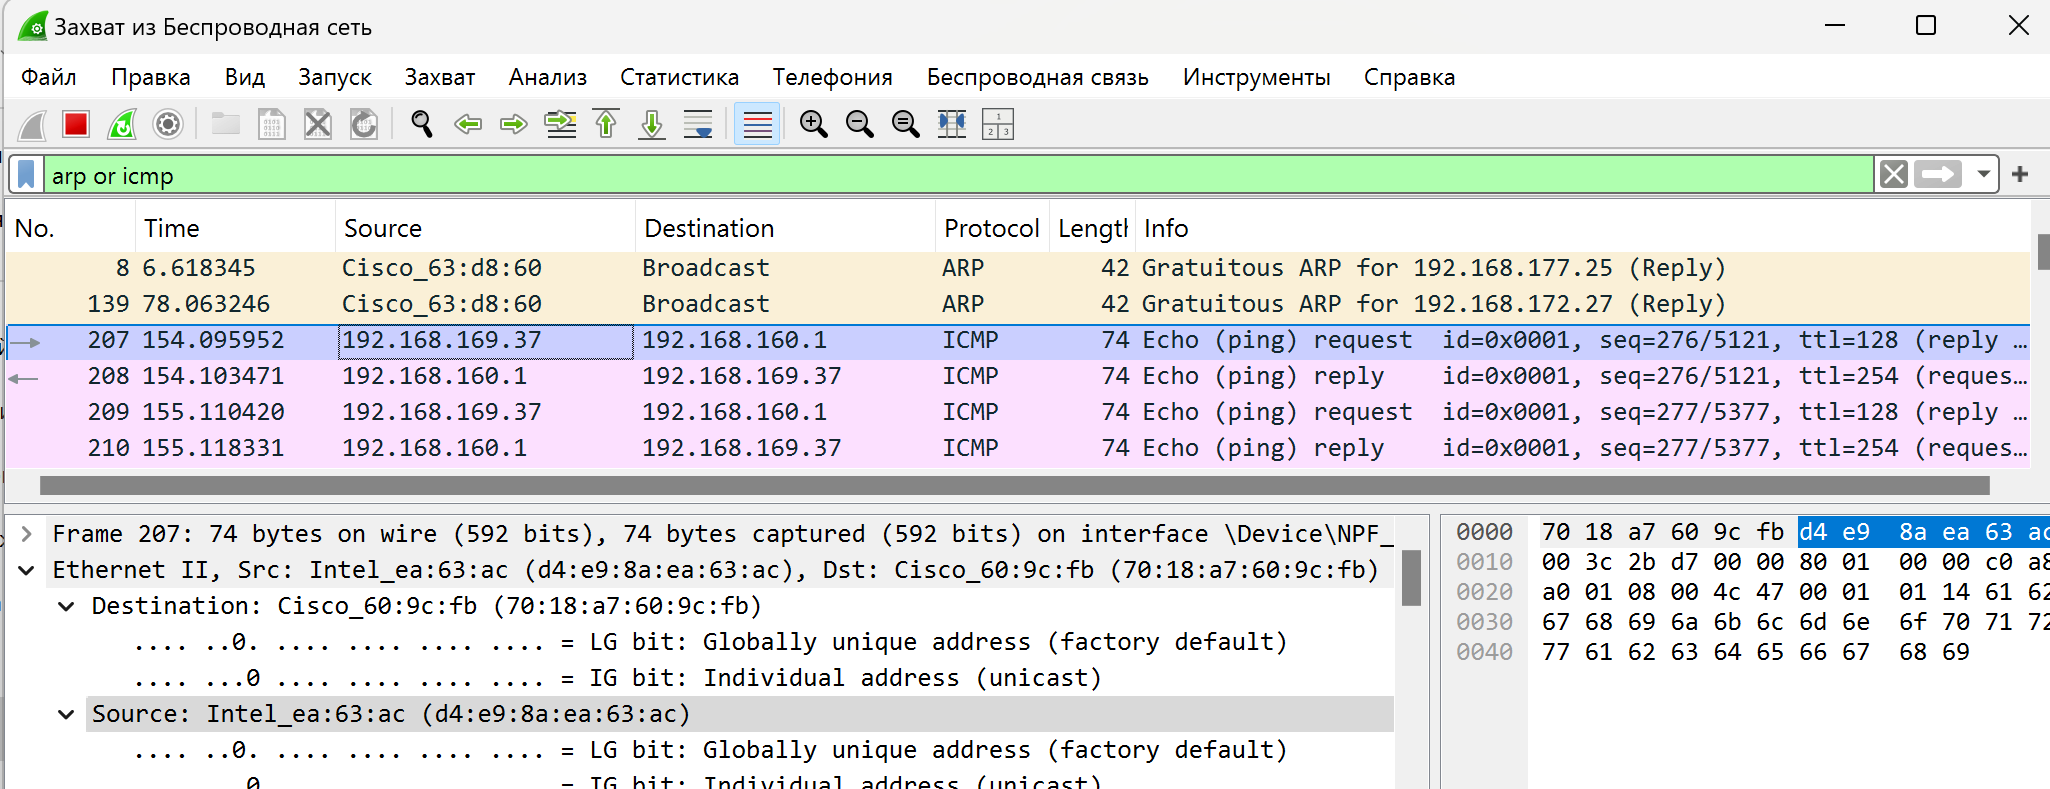 Захват из Беспроводная сеть
Файл Правка Вид Запуск Захват Анализ Статистика Телефония Беспроводная связь Инструменты Справка
arp or icmp
No. Time Source Destination Protocol Length Info
8 6.618345 Cisco_63:d8:60 Broadcast ARP 42 Gratuitous ARP for 192.168.177.25 (Reply)
139 78.063246 Cisco_63:d8:60 Broadcast ARP 42 Gratuitous ARP for 192.168.172.27 (Reply)
207 154.095952 192.168.169.37 192.168.160.1 ICMP 74 Echo (ping) request id=0x0001, seq=276/5121, ttl=128 (reply …
208 154.103471 192.168.160.1 192.168.169.37 ICMP 74 Echo (ping) reply id=0x0001, seq=276/5121, ttl=254 (reques…
209 155.110420 192.168.169.37 192.168.160.1 ICMP 74 Echo (ping) request id=0x0001, seq=277/5377, ttl=128 (reply …
210 155.118331 192.168.160.1 192.168.169.37 ICMP 74 Echo (ping) reply id=0x0001, seq=277/5377, ttl=254 (reques…
Frame 207: 74 bytes on wire (592 bits), 74 bytes captured (592 bits) on interface \Device\NPF_
Ethernet II, Src: Intel_ea:63:ac (d4:e9:8a:ea:63:ac), Dst: Cisco_60:9c:fb (70:18:a7:60:9c:fb)
Destination: Cisco_60:9c:fb (70:18:a7:60:9c:fb)
.... ..0. .... .... .... .... = LG bit: Globally unique address (factory default)
.... ...0 .... .... .... .... = IG bit: Individual address (unicast)
Source: Intel_ea:63:ac (d4:e9:8a:ea:63:ac)
.... ..0. .... .... .... .... = LG bit: Globally unique address (factory default)
0 = IG bit: Individual address (unicast)
0000 70 18 a7 60 9c fb d4 e9 8a ea 63 ac
0010 00 3c 2b d7 00 00 80 01 00 00 c0 a8
0020 a0 01 08 00 4c 47 00 01 01 14 61 62
0030 67 68 69 6a 6b 6c 6d 6e 6f 70 71 72
0040 77 61 62 63 64 65 66 67 68 69